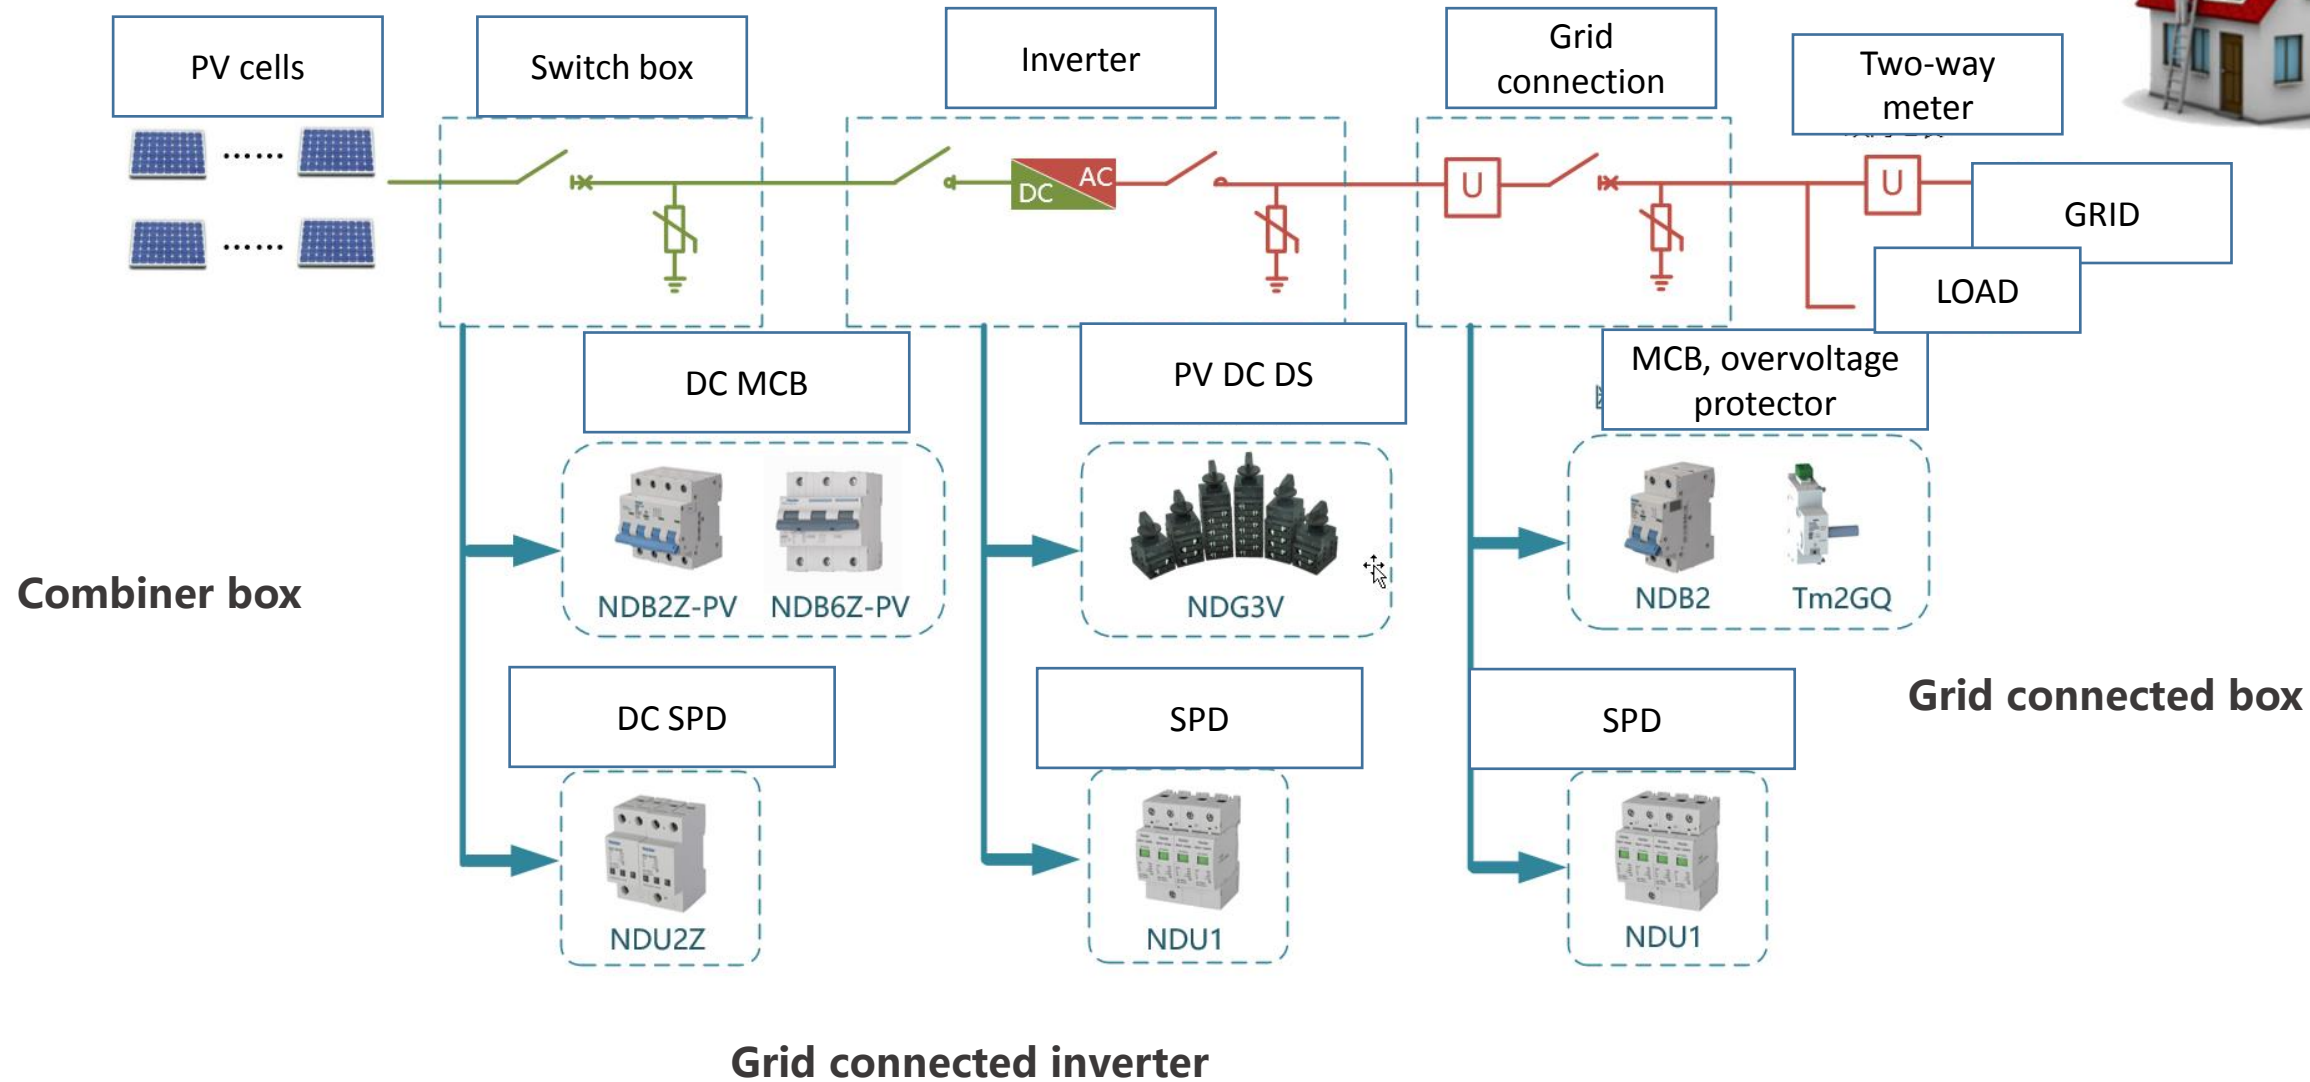 PV cells
Switch box
Inverter
Grid
connection
Two-way
meter
DC
AC
U
U
GRID
LOAD
DC MCB
PV DC DS
MCB, overvoltage
protector
NDB2Z-PV
NDB6Z-PV
NDG3V
NDB2
Tm2GQ
Combiner box
DC SPD
SPD
SPD
Grid connected box
NDU2Z
NDU1
NDU1
Grid connected inverter